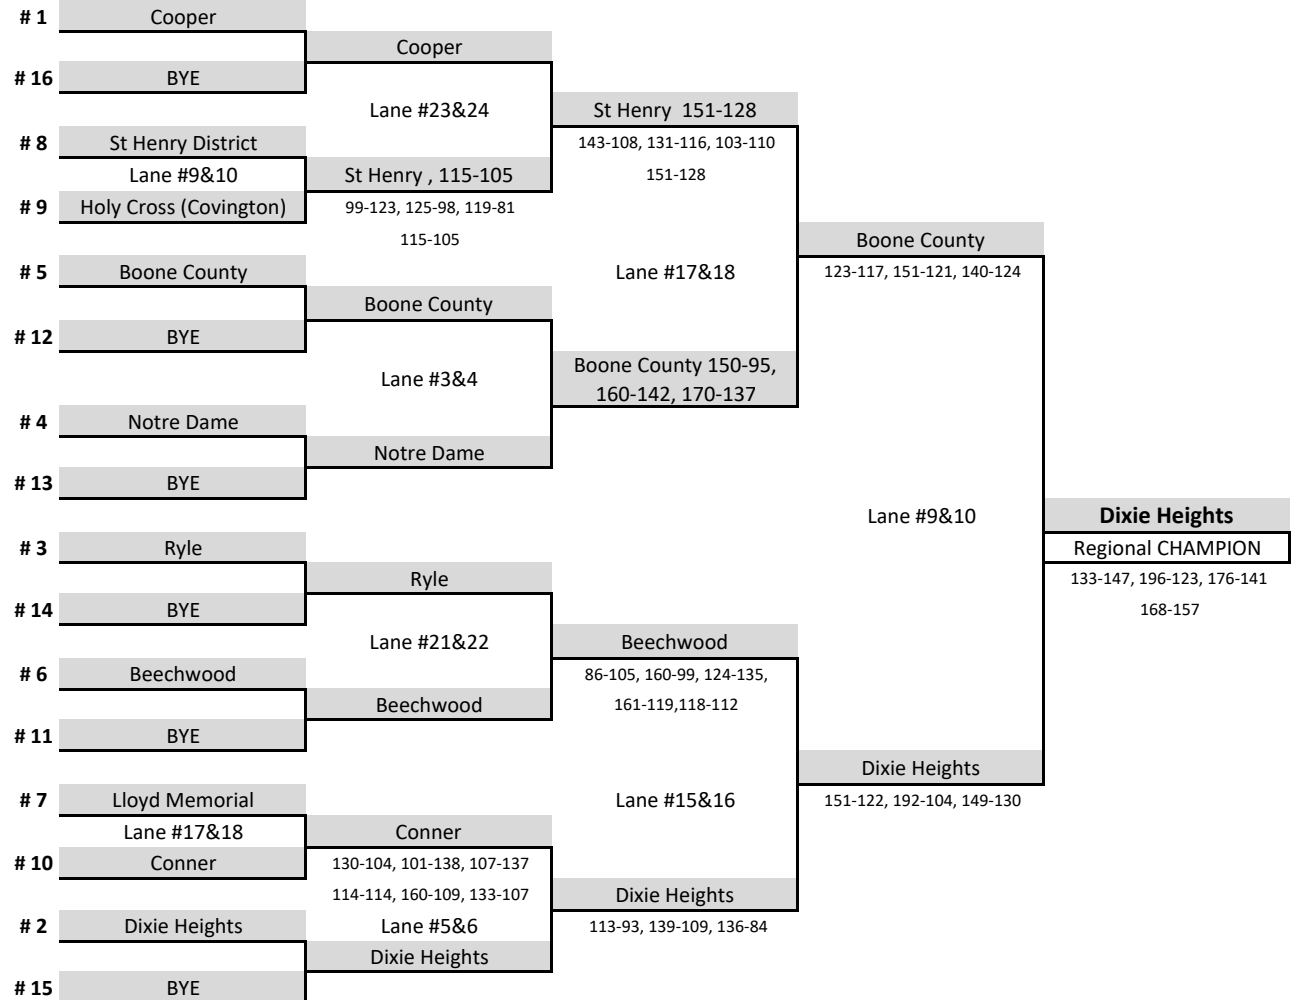 # 1 Cooper
Cooper
# 16 BYE
Lane #23&24
St Henry 151-128
# 8 St Henry District
143-108, 131-116, 103-110
Lane #9&10
St Henry , 115-105
151-128
# 9 Holy Cross (Covington)
99-123, 125-98, 119-81
115-105
Boone County
# 5 Boone County
Lane #17&18
123-117, 151-121, 140-124
Boone County
# 12 BYE
Lane #3&4
Boone County 150-95,
160-142, 170-137
# 4 Notre Dame
Notre Dame
# 13 BYE
Lane #9&10
Dixie Heights
# 3 Ryle
Regional CHAMPION
Ryle
133-147, 196-123, 176-141
# 14 BYE
168-157
Lane #21&22
Beechwood
# 6 Beechwood
86-105, 160-99, 124-135,
Beechwood
161-119,118-112
# 11 BYE
Dixie Heights
# 7 Lloyd Memorial
Lane #15&16
151-122, 192-104, 149-130
Lane #17&18
Conner
# 10 Conner
130-104, 101-138, 107-137
114-114, 160-109, 133-107
Dixie Heights
# 2 Dixie Heights
Lane #5&6
113-93, 139-109, 136-84
Dixie Heights
# 15 BYE